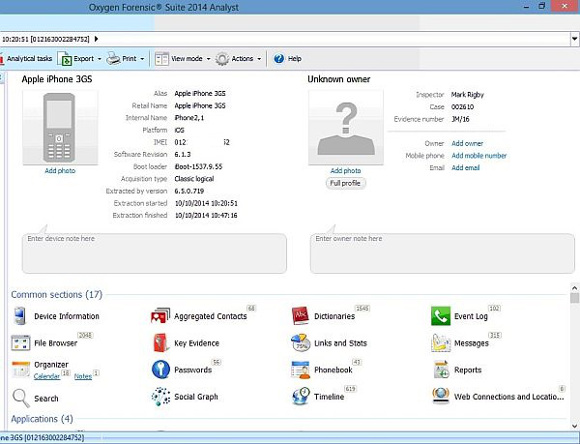 Oxygen Forensic® Suite 2014 Analyst
10:20:51 [012163002284752]
Analytical tasks Export Print View mode Actions Help
Apple iPhone 3GS
Unknown owner
Alias Apple iPhone 3GS
Retail Name Apple iPhone 3GS
Internal Name iPhone2,1
Platform iOS
IMEI 012 i2
Software Revision 6.1.3
Boot loader iBoot-1537.9.55
Acquisition type Classic logical
Extracted by version 6.5.0.719
Extraction started 10/10/2014 10:20:51
Extraction finished 10/10/2014 10:47:16
Add photo
Inspector Mark Rigby
Case 002610
Evidence number JM/16
Owner Add owner
Mobile phone Add mobile number
Email Add email
Add photo
Full profile
Enter device note here
Enter owner note here
Common sections (17)
Device Information
Aggregated Contacts 68
Dictionaries 1646
Event Log 102
File Browser 2048
Key Evidence
Links and Stats
75%
Messages 315
Organizer
Calendar 18 Notes 1
Passwords 56
Phonebook 41
Reports
Search
Social Graph
Timeline 619
Web Connections and Locatio... 6
Applications (4)
ne 3GS [012163002284752]